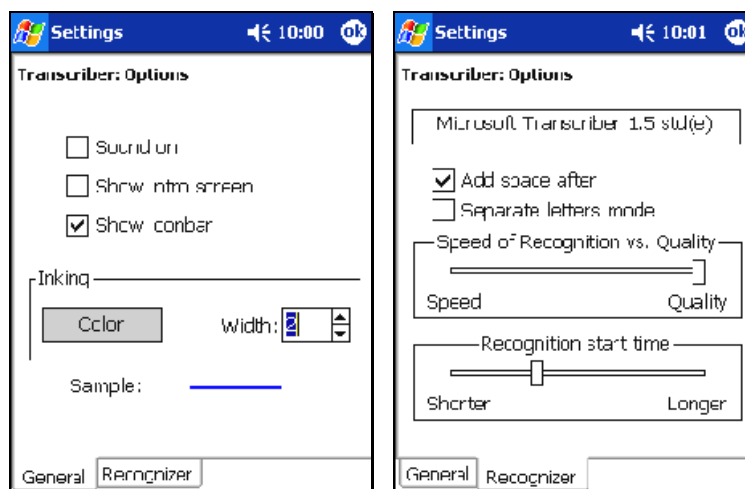 Settings 10:00 ok
Transcriber: Options
Sound on
Show intro screen
Show iconbar
Inking
Color Width: 2
Sample:
General Recognizer
Settings 10:01 ok
Transcriber: Options
Microsoft Transcriber 1.5 std(e)
Add space after
Separate letters mode
Speed of Recognition vs. Quality
Speed Quality
Recognition start time
Shorter Longer
General Recognizer